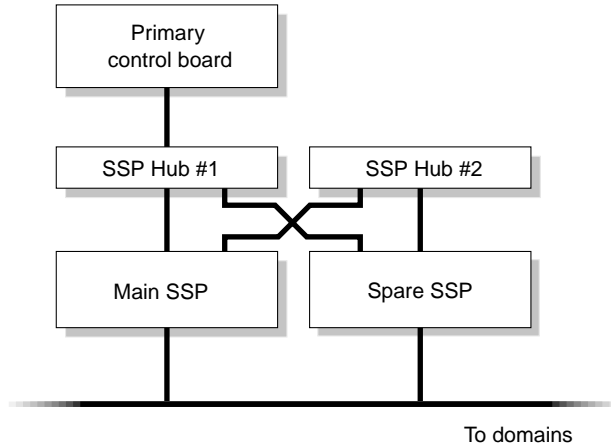 Primary
control board
SSP Hub #1
SSP Hub #2
Main SSP
Spare SSP
To domains